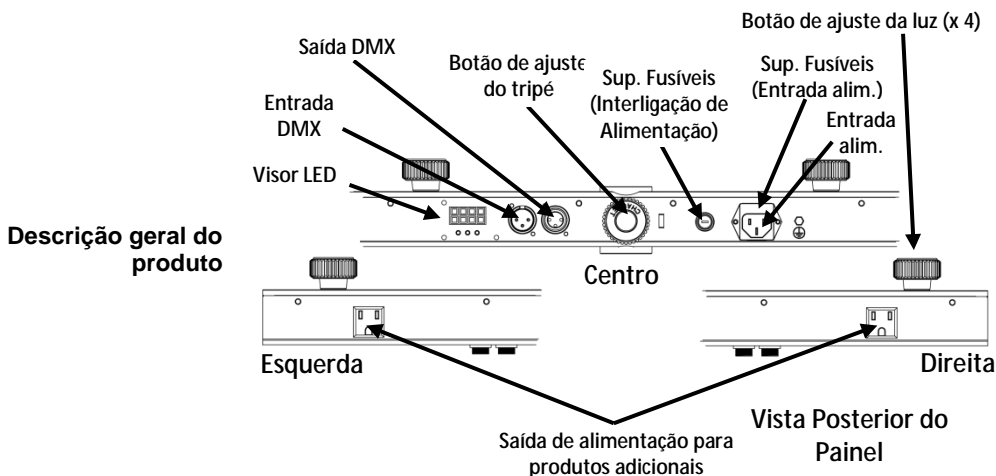 Botão de ajuste da luz (x 4)
Saída DMX
Botão de ajuste
do tripé
Sup. Fusíveis
(Interligação de
Alimentação)
Sup. Fusíveis
(Entrada alim.)
Entrada
DMX
Entrada
alim.
Visor LED
Descrição geral do
produto
Centro
Esquerda
Direita
Saída de alimentação para
produtos adicionais
Vista Posterior do
Painel